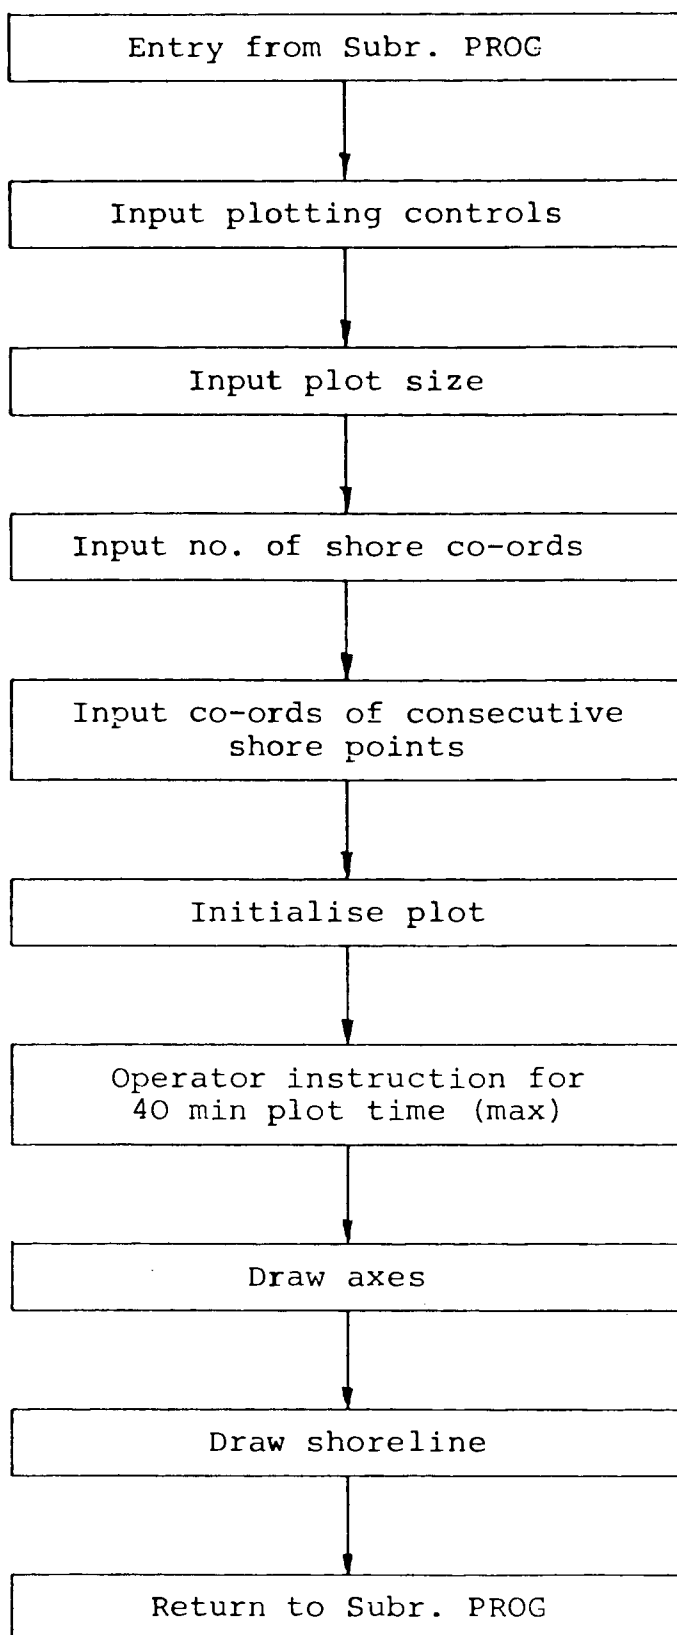 Entry from Subr. PROG
Input plotting controls
Input plot size
Input no. of shore co-ords
Input co-ords of consecutive
shore points
Initialise plot
Operator instruction for
40 min plot time (max)
Draw axes
Draw shoreline
Return to Subr. PROG